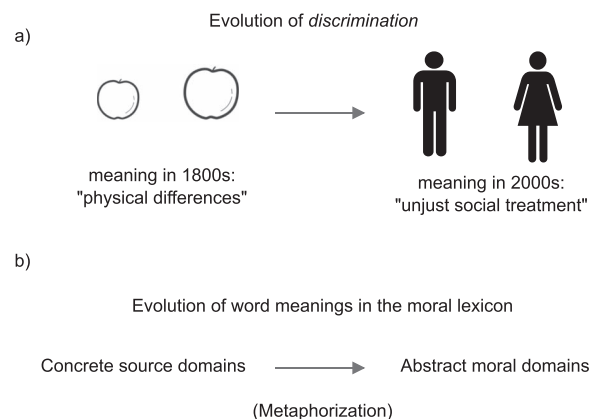 Evolution of discrimination
a)
meaning in 1800s:
"physical differences"
meaning in 2000s:
"unjust social treatment"
b)
Evolution of word meanings in the moral lexicon
Concrete source domains
Abstract moral domains
(Metaphorization)